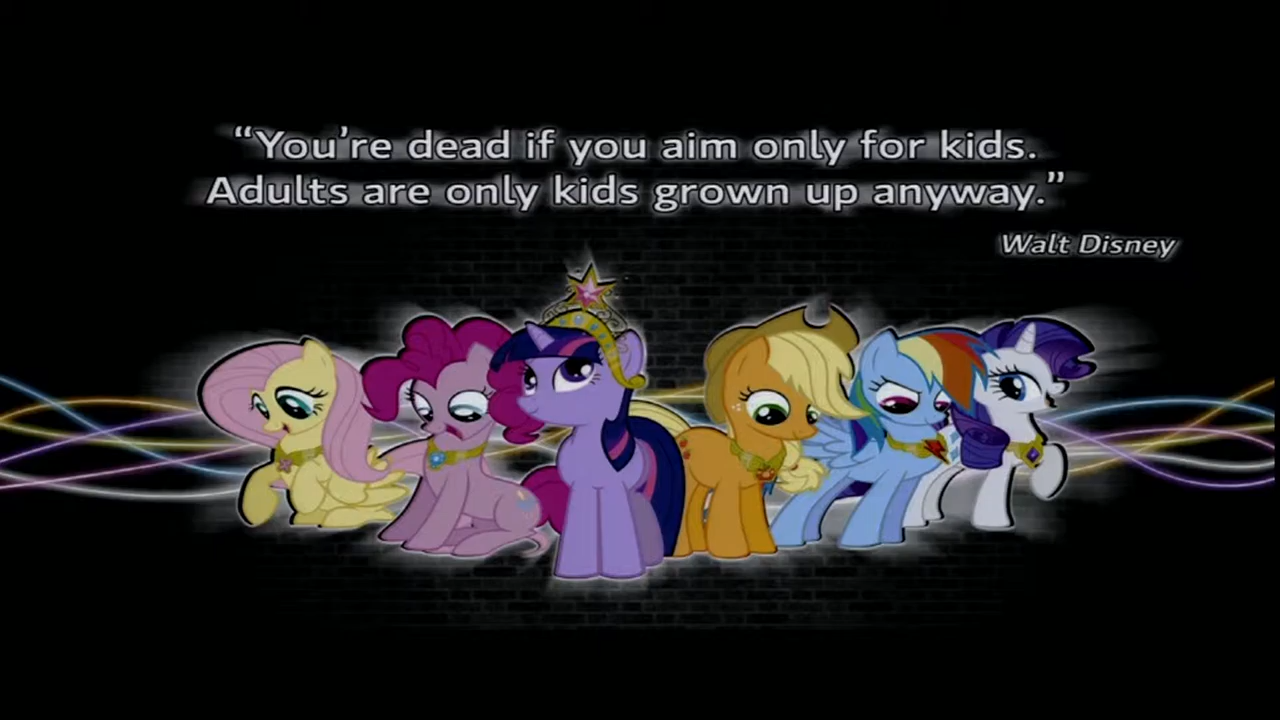 “You’re dead if you aim only for kids.
Adults are only kids grown up anyway.”
Walt Disney